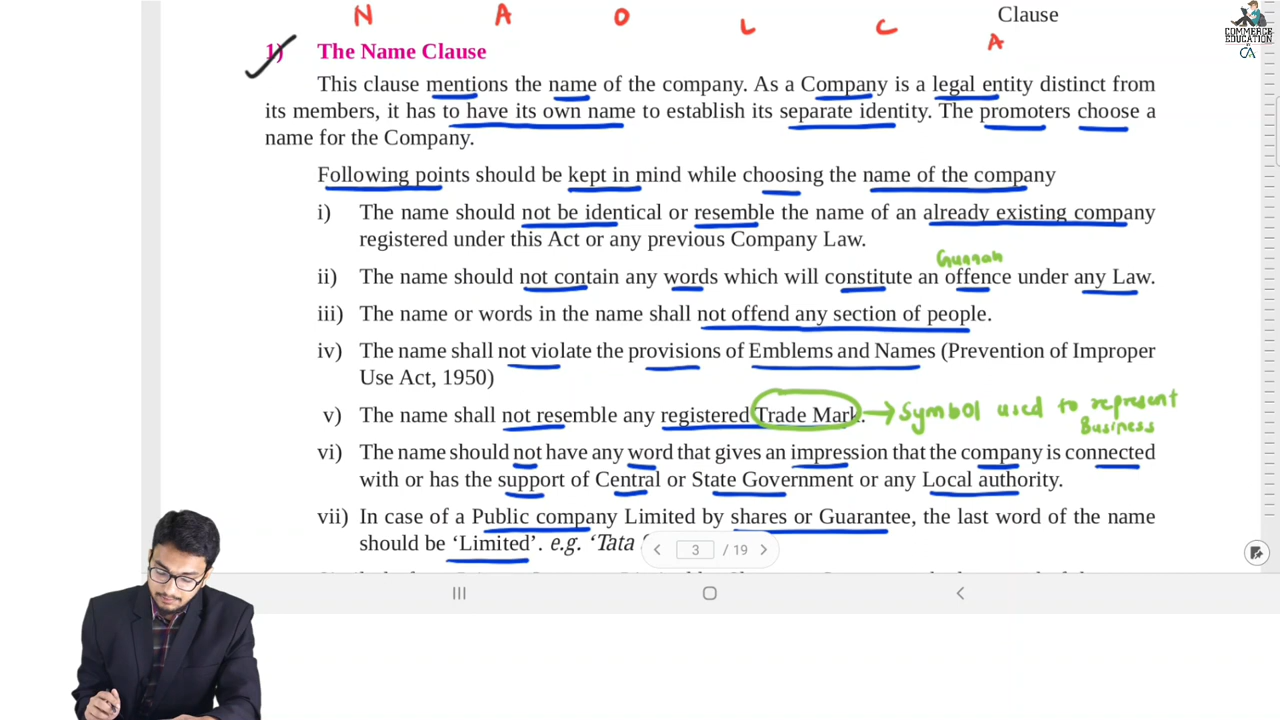 N A O L C A
Clause
COMMERCE
EDUCATION
BY
CA
1) The Name Clause
This clause mentions the name of the company. As a Company is a legal entity distinct from
its members, it has to have its own name to establish its separate identity. The promoters choose a
name for the Company.
Following points should be kept in mind while choosing the name of the company
i) The name should not be identical or resemble the name of an already existing company
registered under this Act or any previous Company Law.
Gunnah
ii) The name should not contain any words which will constitute an offence under any Law.
iii) The name or words in the name shall not offend any section of people.
iv) The name shall not violate the provisions of Emblems and Names (Prevention of Improper
Use Act, 1950)
v) The name shall not resemble any registered Trade Mark. → Symbol used to represent
Business
vi) The name should not have any word that gives an impression that the company is connected
with or has the support of Central or State Government or any Local authority.
vii) In case of a Public company Limited by shares or Guarantee, the last word of the name
should be ‘Limited’. e.g. ‘Tata
3 / 19